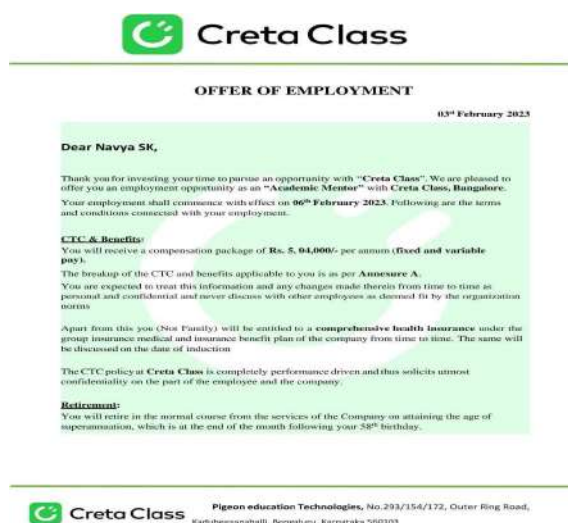 Creta Class
OFFER OF EMPLOYMENT
03rd February 2023
Dear Navya SK,
Thank you for investing your time to pursue an opportunity with "Creta Class". We are pleased to
offer you an employment opportunity as an "Academic Mentor" with Creta Class, Bangalore.
Your employment shall commence with effect on 06th February 2023. Following are the terms
and conditions connected with your employment.
CTC & Benefits:
You will receive a compensation package of Rs. 5, 04,000/- per annum (fixed and variable
pay).
The breakup of the CTC and benefits applicable to you is as per Annexure A.
You are expected to treat this information and any changes made therein from time to time as
personal and confidential and never discuss with other employees as deemed fit by the organization
norms
Apart from this you (Not Family) will be entitled to a comprehensive health insurance under the
group insurance medical and insurance benefit plan of the company from time to time. The same will
be discussed on the date of induction
The CTC policy at Creta Class is completely performance driven and thus solicits utmost
confidentiality on the part of the employee and the company.
Retirement:
You will retire in the normal course from the services of the Company on attaining the age of
superannuation, which is at the end of the month following your 58th birthday.
Creta Class
Pigeon education Technologies, No.293/154/172, Outer Ring Road,
Bengaluru, Karnataka 560103